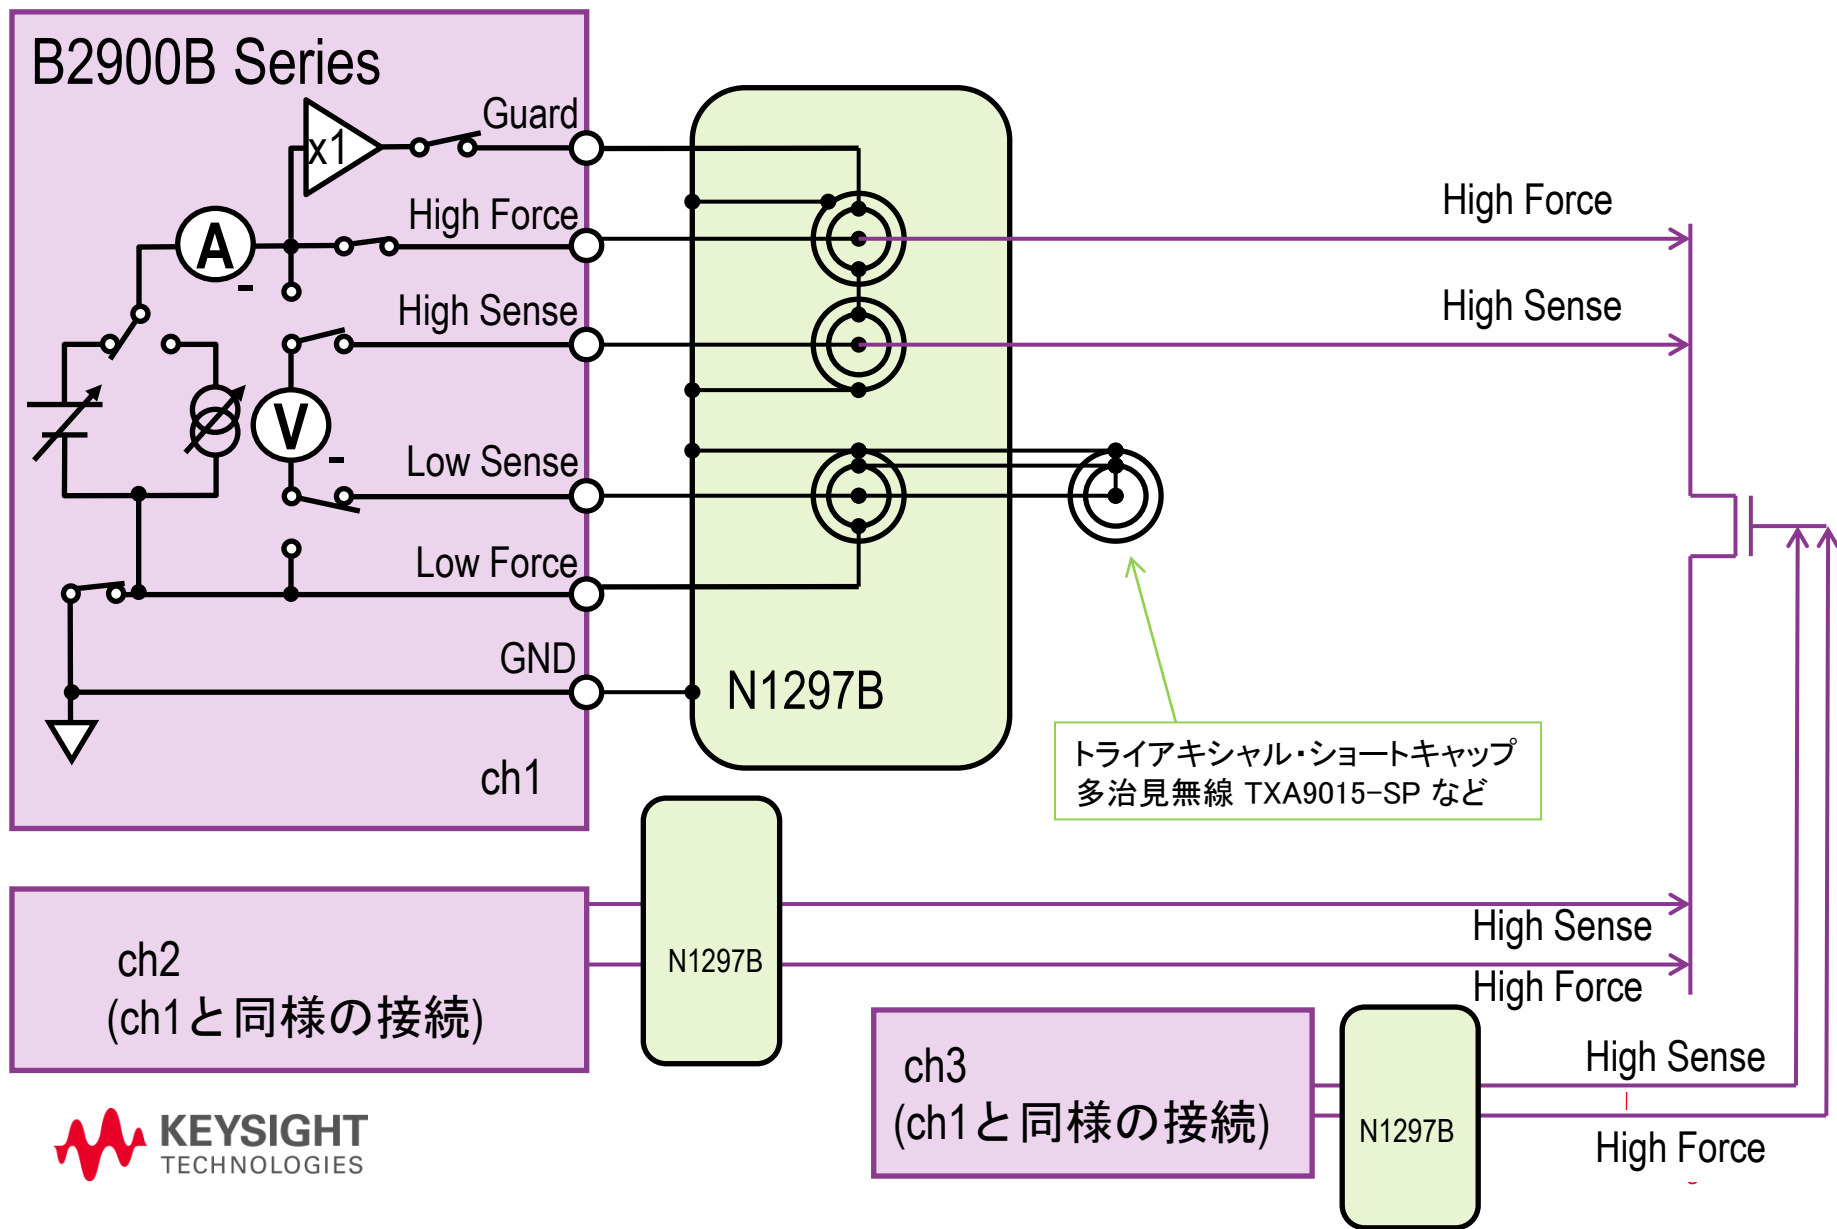 B2900B Series
Guard
x1
High Force
A
-
High Sense
V
-
Low Sense
Low Force
GND
ch1
N1297B
High Force
High Sense
トライアキシャル・ショートキャップ
多治見無線 TXA9015-SP など
ch2
(ch1と同様の接続)
N1297B
High Sense
High Force
ch3
(ch1と同様の接続)
N1297B
High Sense
High Force
KEYSIGHT
TECHNOLOGIES